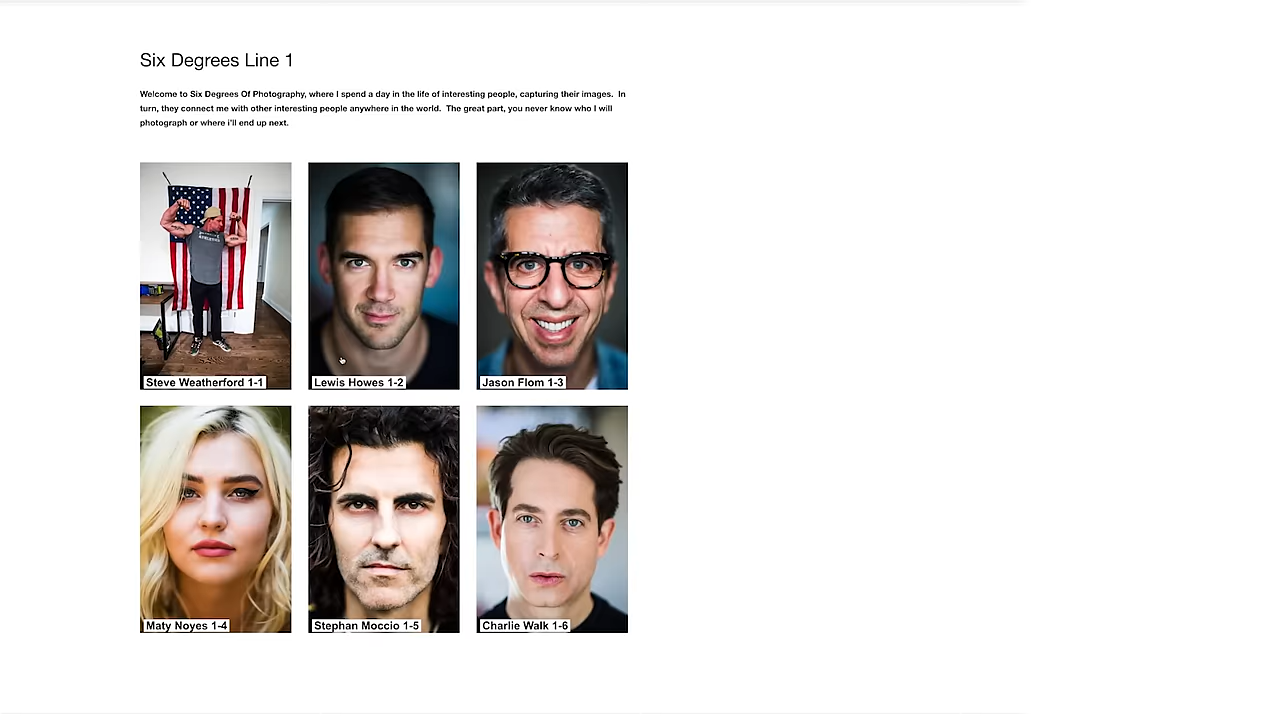 Six Degrees Line 1
Welcome to Six Degrees Of Photography, where I spend a day in the life of interesting people, capturing their images.  In
turn, they connect me with other interesting people anywhere in the world.  The great part, you never know who I will
photograph or where i'll end up next.
Steve Weatherford 1-1
Lewis Howes 1-2
Jason Flom 1-3
Maty Noyes 1-4
Stephan Moccio 1-5
Charlie Walk 1-6